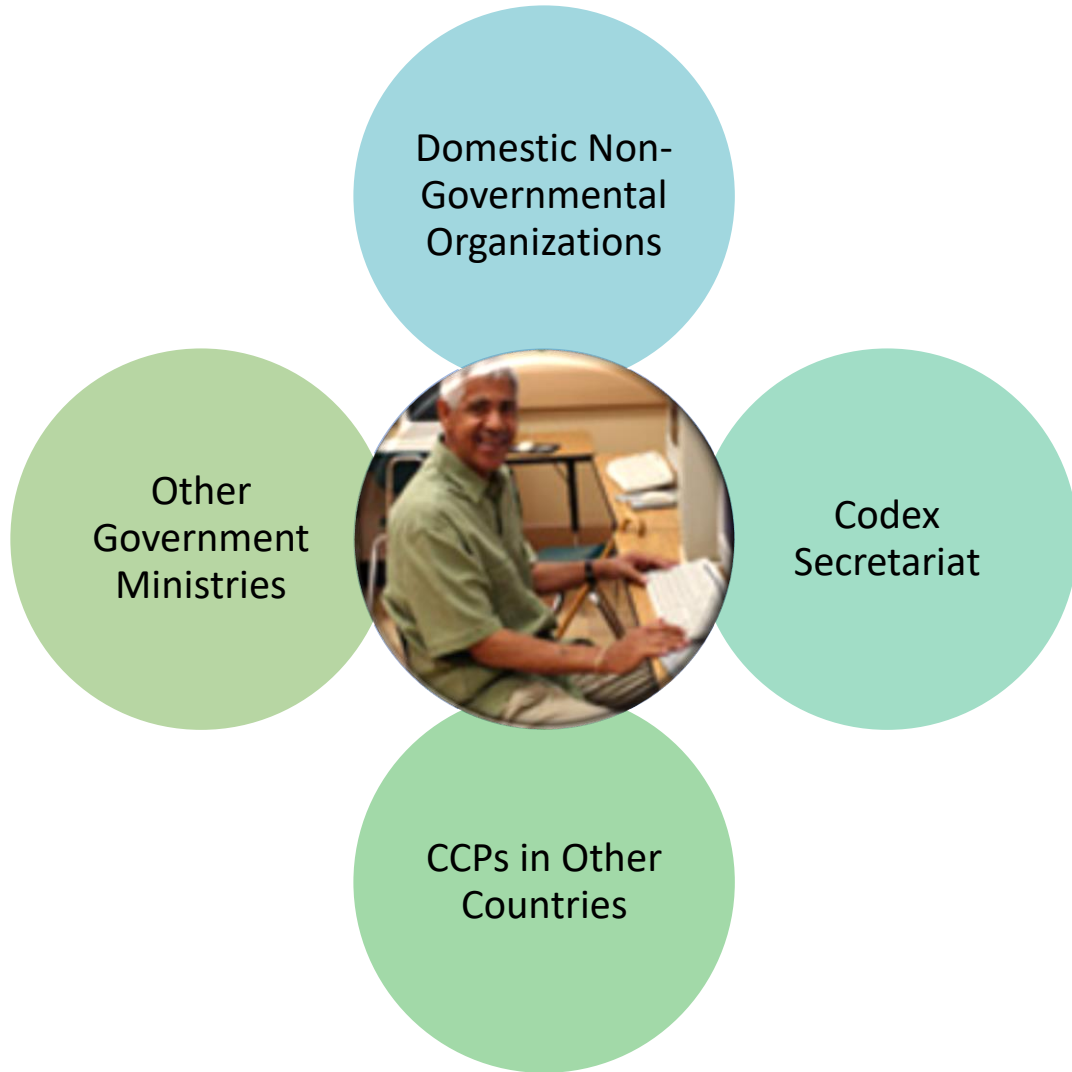 Domestic Non-
Governmental
Organizations
Other
Government
Ministries
Codex
Secretariat
CCPs in Other
Countries